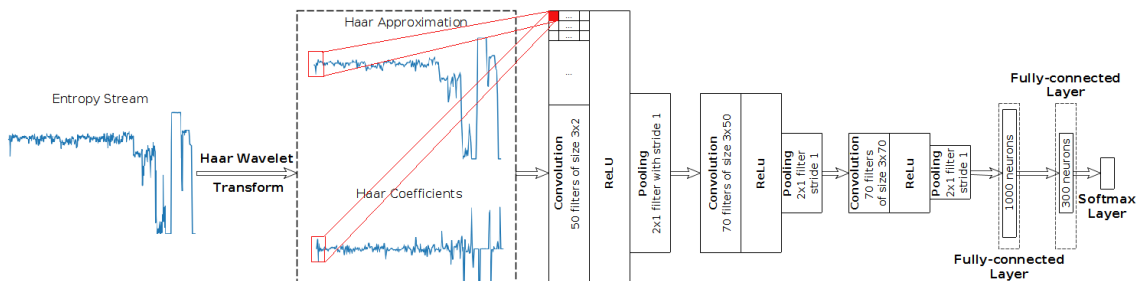 Entropy Stream
Haar Wavelet
Transform
Haar Approximation
Haar Coefficients
...
...
...
...
Convolution
50 filters of size 3x2
ReLU
Pooling
2x1 filter with stride 1
Convolution
70 filters of size 3x50
ReLu
Pooling
2x1 filter
stride 1
Convolution
70 filters
of size 3x70
ReLu
Pooling
2x1 filter
stride 1
Fully-connected
Layer
1000 neurons
Fully-connected
Layer
300 neurons
Softmax
Layer